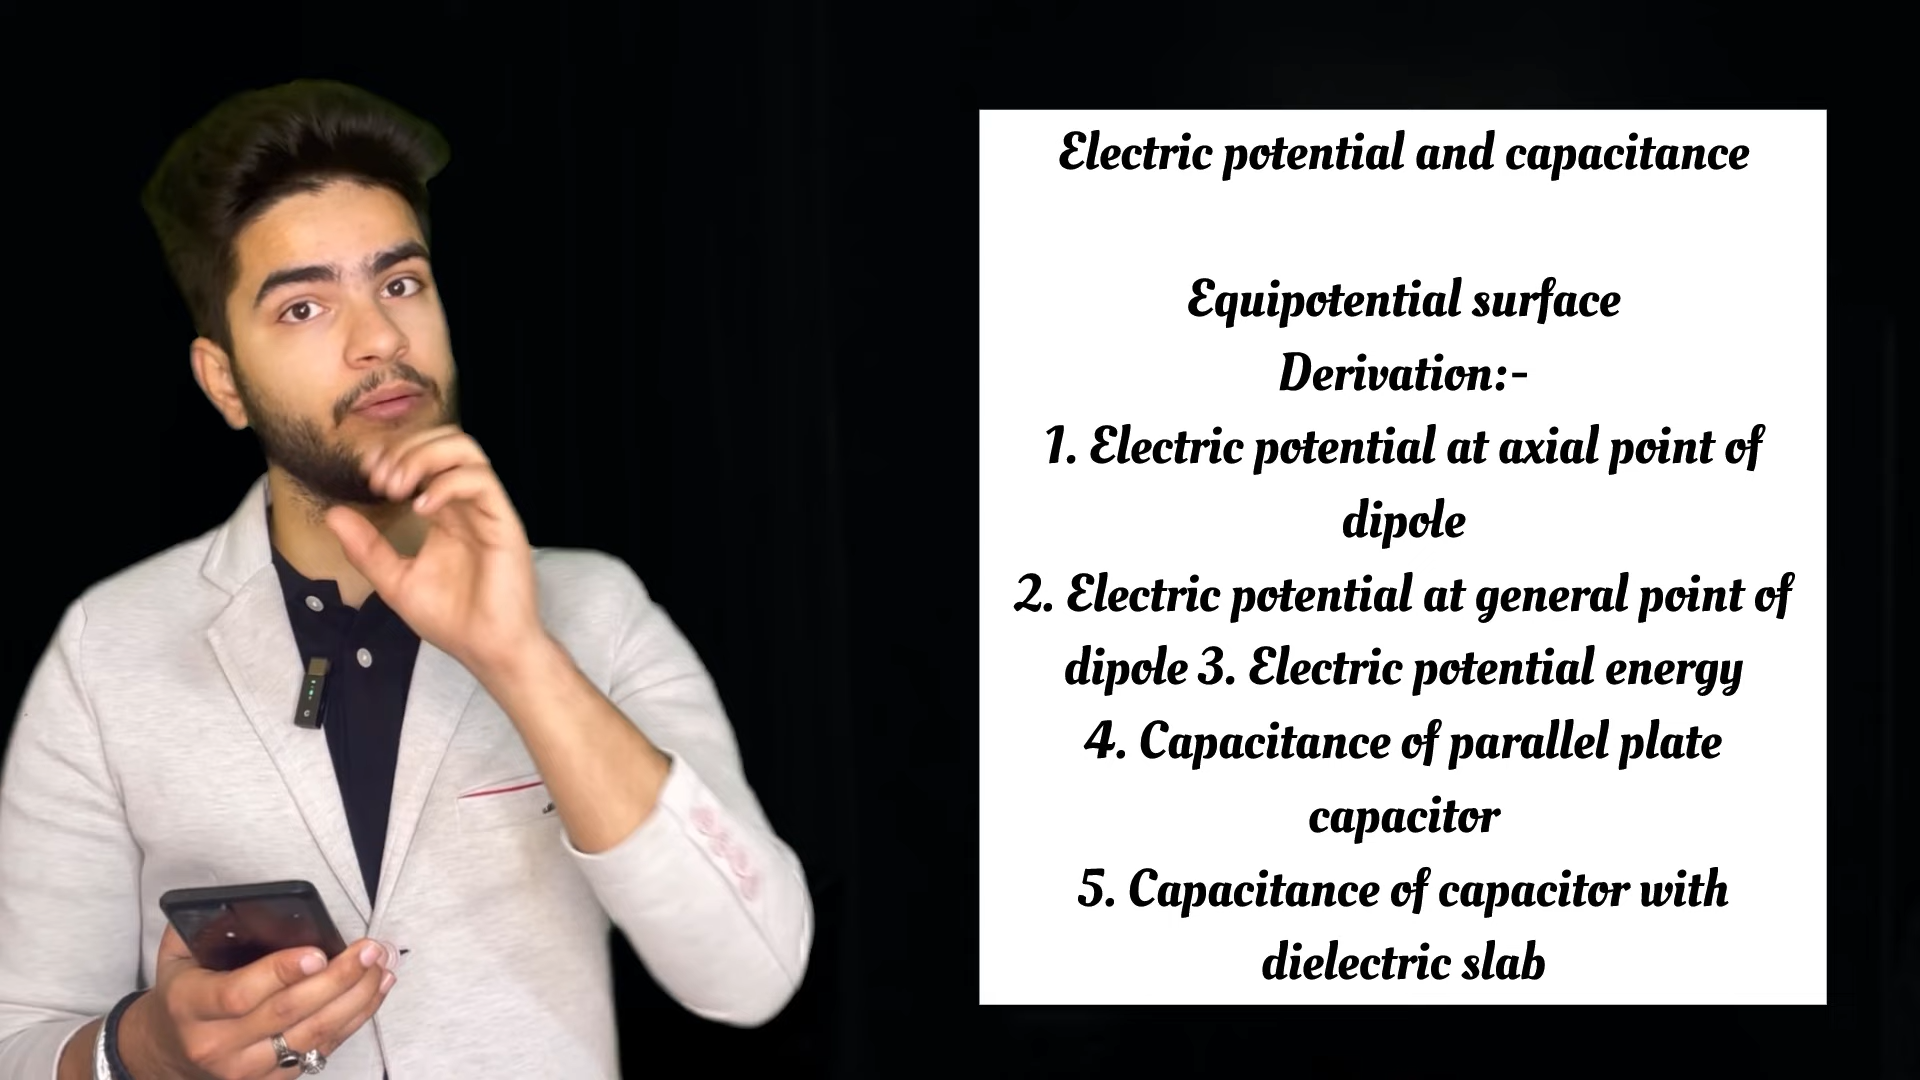 Electric potential and capacitance
Equipotential surface
Derivation:-
1. Electric potential at axial point of
dipole
2. Electric potential at general point of
dipole 3. Electric potential energy
4. Capacitance of parallel plate
capacitor
5. Capacitance of capacitor with
dielectric slab